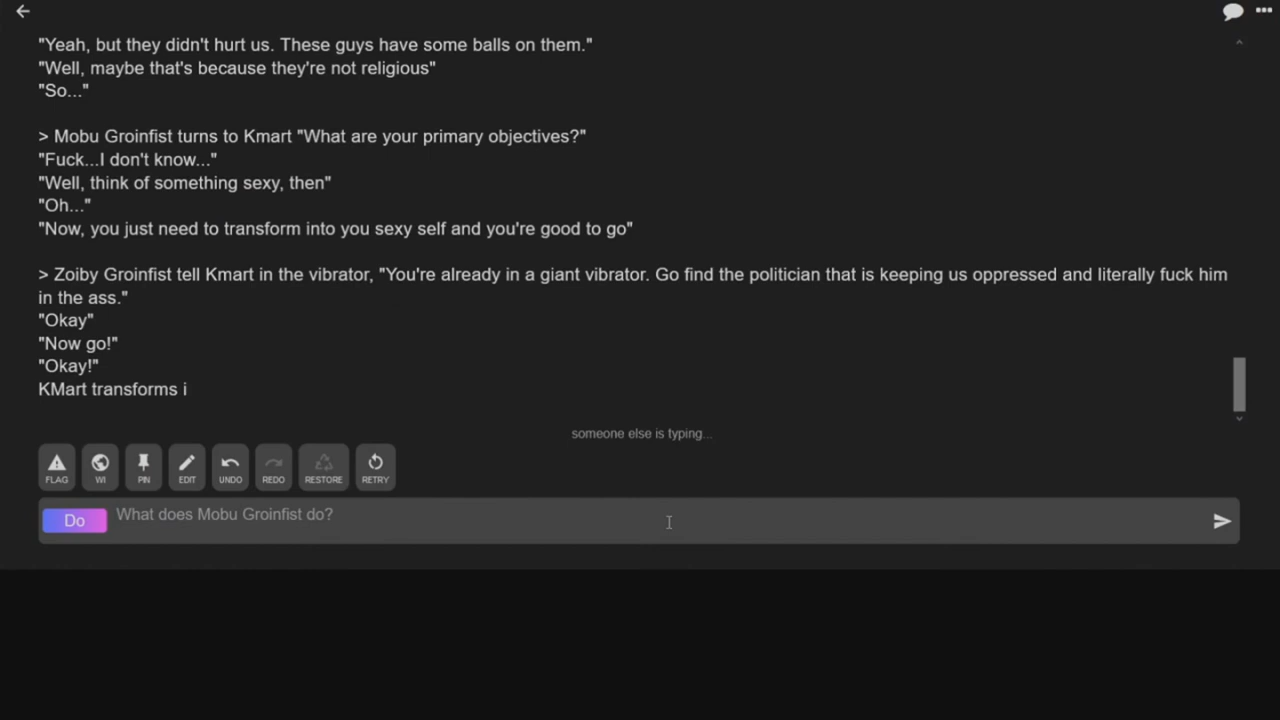 "Yeah, but they didn't hurt us. These guys have some balls on them."
"Well, maybe that's because they're not religious"
"So..."
> Mobu Groinfist turns to Kmart "What are your primary objectives?"
"Fuck...I don't know..."
"Well, think of something sexy, then"
"Oh..."
"Now, you just need to transform into you sexy self and you're good to go"
> Zoiby Groinfist tell Kmart in the vibrator, "You're already in a giant vibrator. Go find the politician that is keeping us oppressed and literally fuck him
in the ass."
"Okay"
"Now go!"
"Okay!"
KMart transforms i
someone else is typing...
FLAG WI PIN EDIT UNDO REDO RESTORE RETRY
Do What does Mobu Groinfist do?